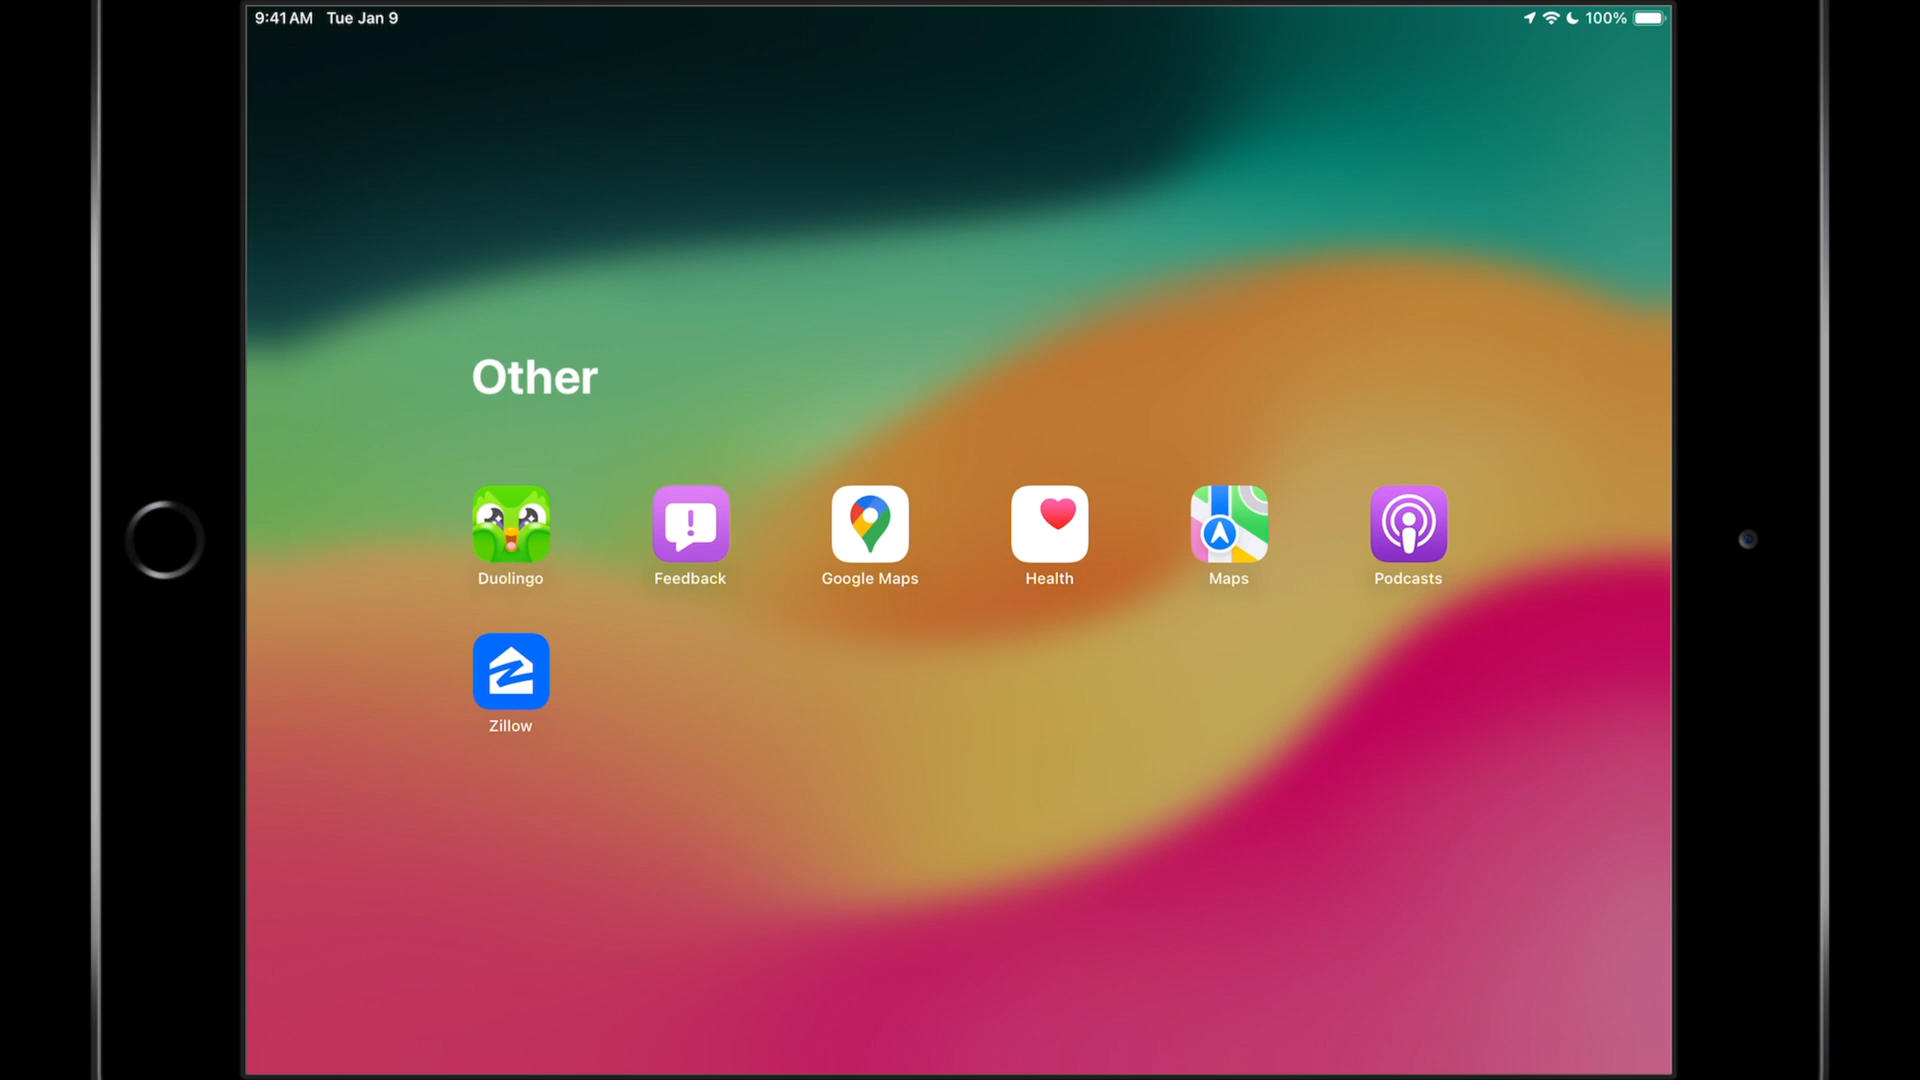 9:41 AM Tue Jan 9
100%
Other
Duolingo
Feedback
Google Maps
Health
Maps
Podcasts
Zillow